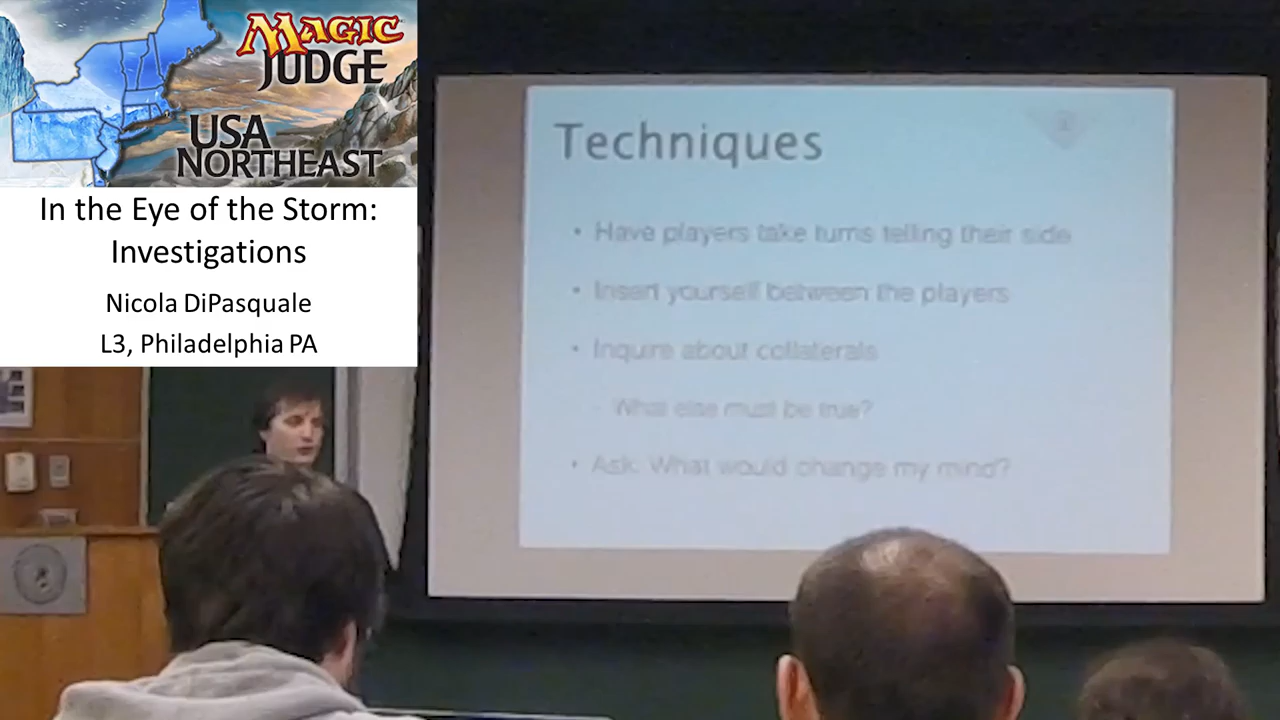 MAGIC
JUDGE
USA
NORTHEAST
In the Eye of the Storm:
Investigations
Nicola DiPasquale
L3, Philadelphia PA
Techniques
• Have players take turns telling their side
• Insert yourself between the players
• Inquire about collaterals
- What else must be true?
• Ask: What would change my mind?